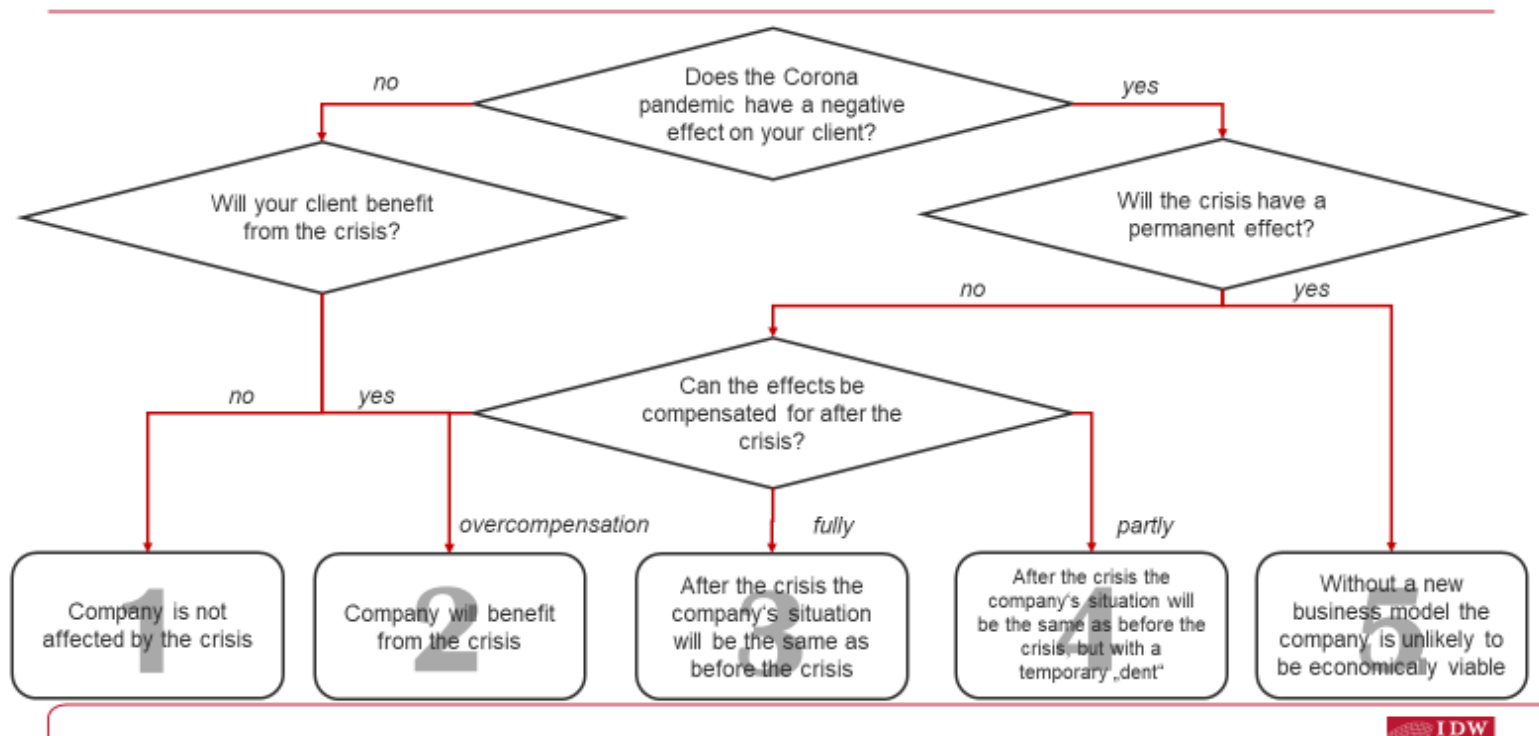 Does the Corona
pandemic have a negative
effect on your client?
no
yes
Will your client benefit
from the crisis?
Will the crisis have a
permanent effect?
no
yes
no
yes
Can the effects be
compensated for after the
crisis?
overcompensation
fully
partly
1
Company is not
affected by the crisis
2
Company will benefit
from the crisis
3
After the crisis the
company‘s situation
will be the same as
before the crisis
4
After the crisis the
company‘s situation will
be the same as before the
crisis, but with a
temporary „dent“
5
Without a new
business model the
company is unlikely to
be economically viable
IDW